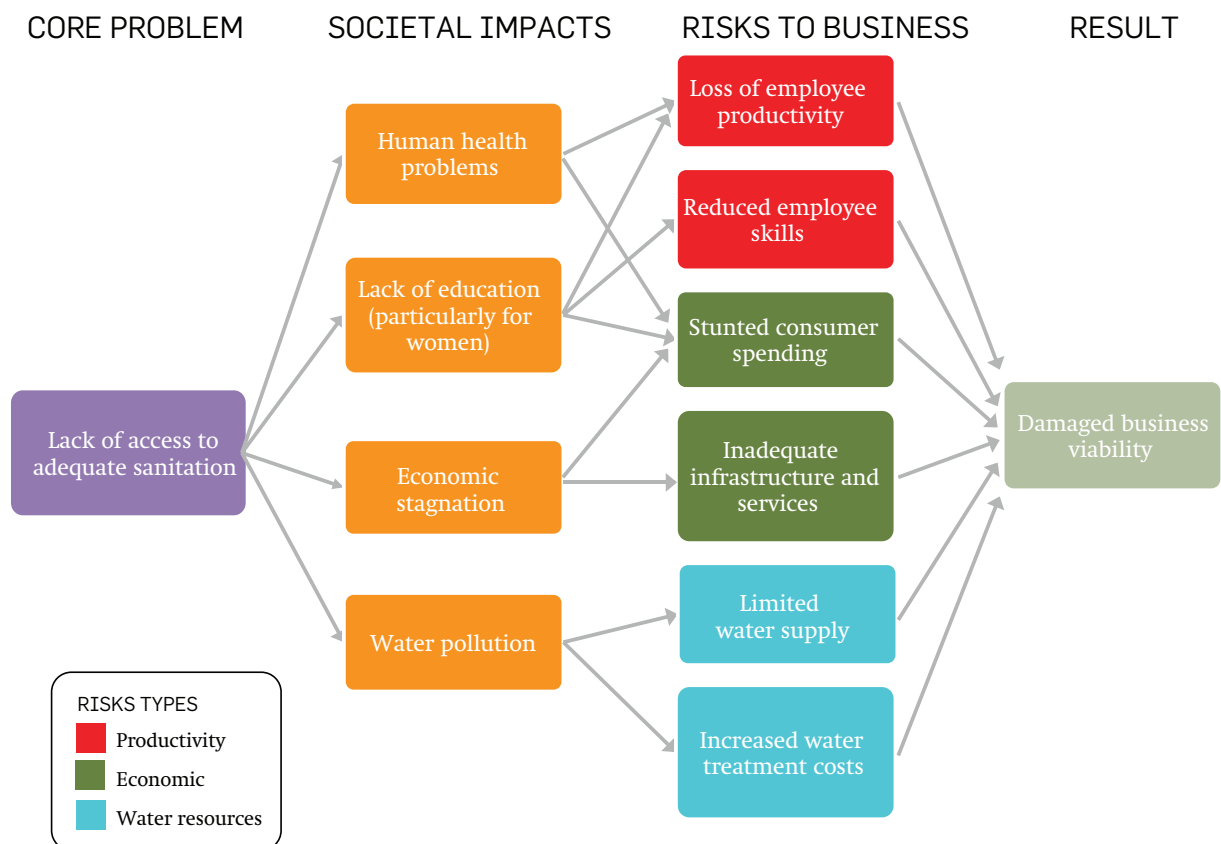 CORE PROBLEM
SOCIETAL IMPACTS
RISKS TO BUSINESS
RESULT
Lack of access to
adequate sanitation
Human health
problems
Lack of education
(particularly for
women)
Economic
stagnation
Water pollution
Loss of employee
productivity
Reduced employee
skills
Stunted consumer
spending
Inadequate
infrastructure and
services
Limited
water supply
Increased water
treatment costs
Damaged business
viability
RISKS TYPES
Productivity
Economic
Water resources